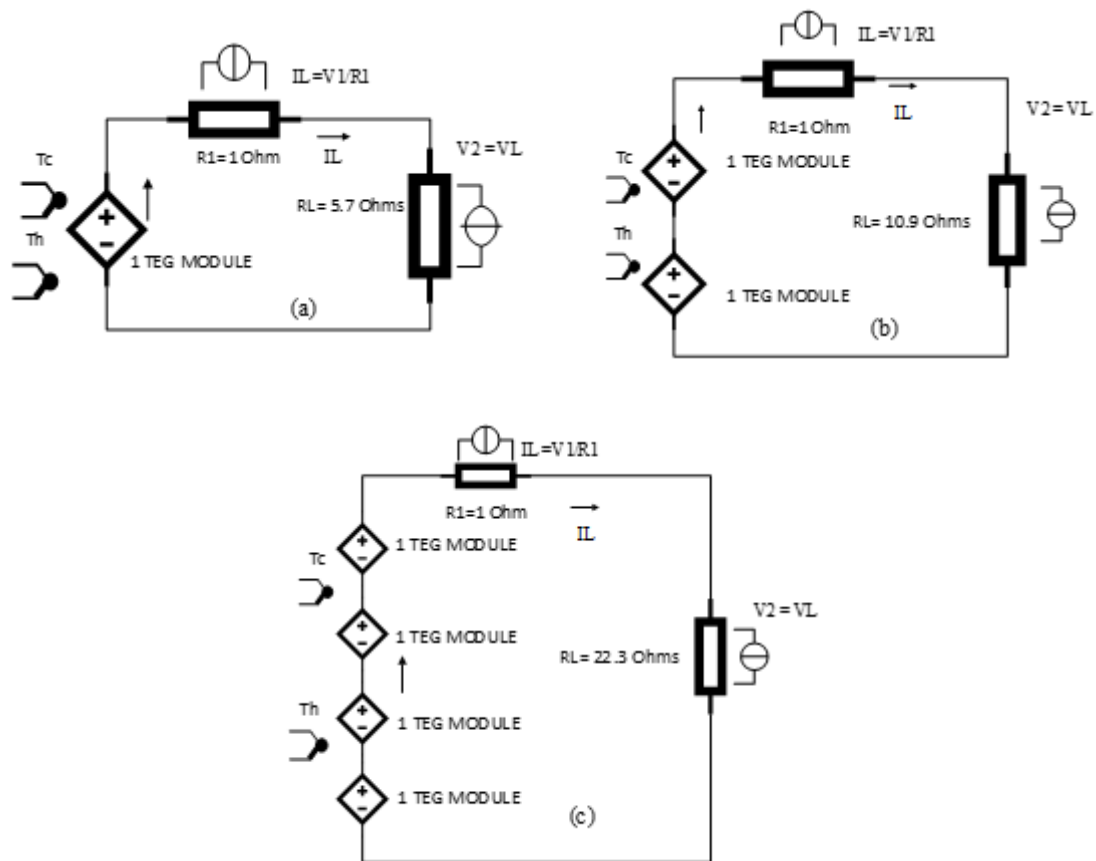 IL=V1/R1
R1=1 Ohm
IL
V2=VL
Tc
RL= 5.7 Ohms
Th
1 TEG MODULE
(a)
IL=V1/R1
R1=1 Ohm
IL
V2=VL
Tc
1 TEG MODULE
RL= 10.9 Ohms
Th
1 TEG MODULE
(b)
IL=V1/R1
R1=1 Ohm
IL
1 TEG MODULE
Tc
V2=VL
1 TEG MODULE
RL= 22.3 Ohms
Th
1 TEG MODULE
1 TEG MODULE
(c)